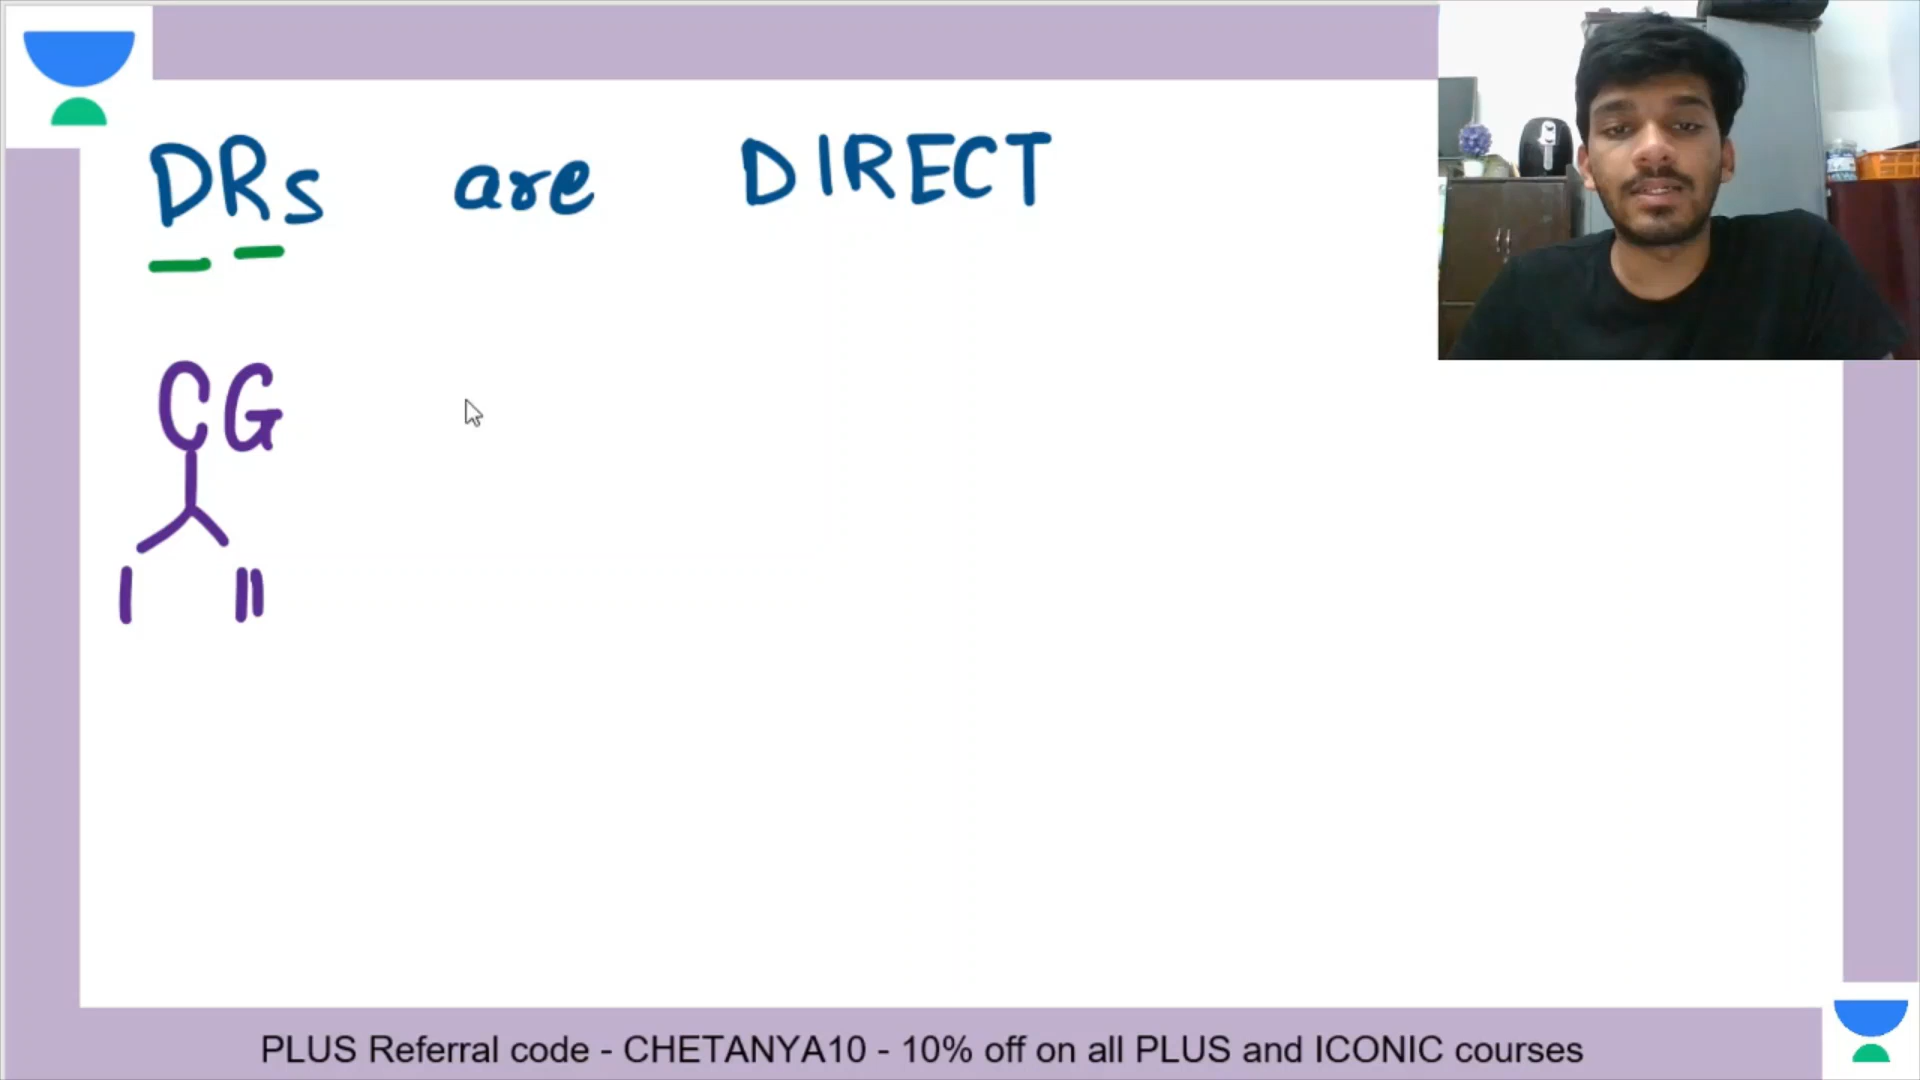 DRs are DIRECT
CG
I II
PLUS Referral code - CHETANYA10 - 10% off on all PLUS and ICONIC courses